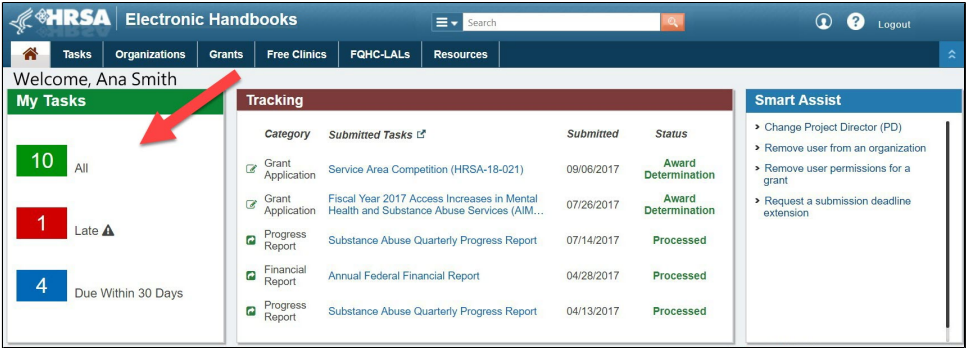 HRSA Electronic Handbooks
Search
Logout
Tasks Organizations Grants Free Clinics FQHC-LALs Resources
Welcome, Ana Smith
My Tasks
10 All
1 Late
4 Due Within 30 Days
Tracking
Category Submitted Tasks Submitted Status
Grant Application Service Area Competition (HRSA-18-021) 09/06/2017 Award Determination
Grant Application Fiscal Year 2017 Access Increases in Mental Health and Substance Abuse Services (AIM... 07/26/2017 Award Determination
Progress Report Substance Abuse Quarterly Progress Report 07/14/2017 Processed
Financial Report Annual Federal Financial Report 04/28/2017 Processed
Progress Report Substance Abuse Quarterly Progress Report 04/13/2017 Processed
Smart Assist
Change Project Director (PD)
Remove user from an organization
Remove user permissions for a
grant
Request a submission deadline
extension